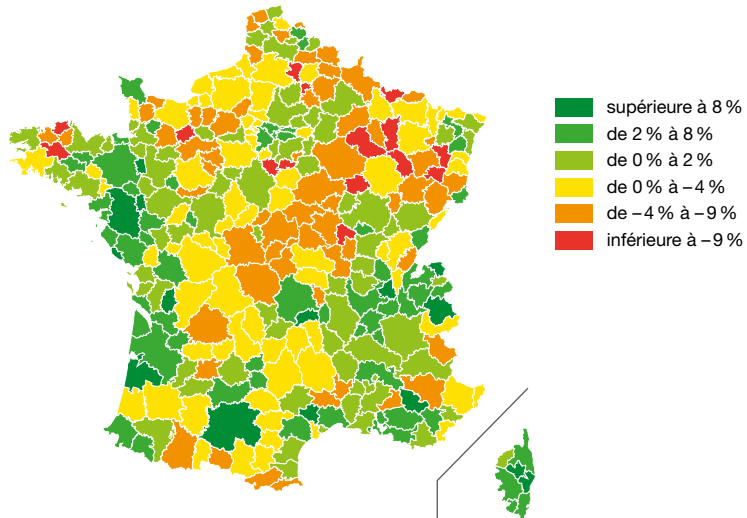 supérieure à 8 %
de 2 % à 8 %
de 0 % à 2 %
de 0 % à −4 %
de −4 % à −9 %
inférieure à −9 %